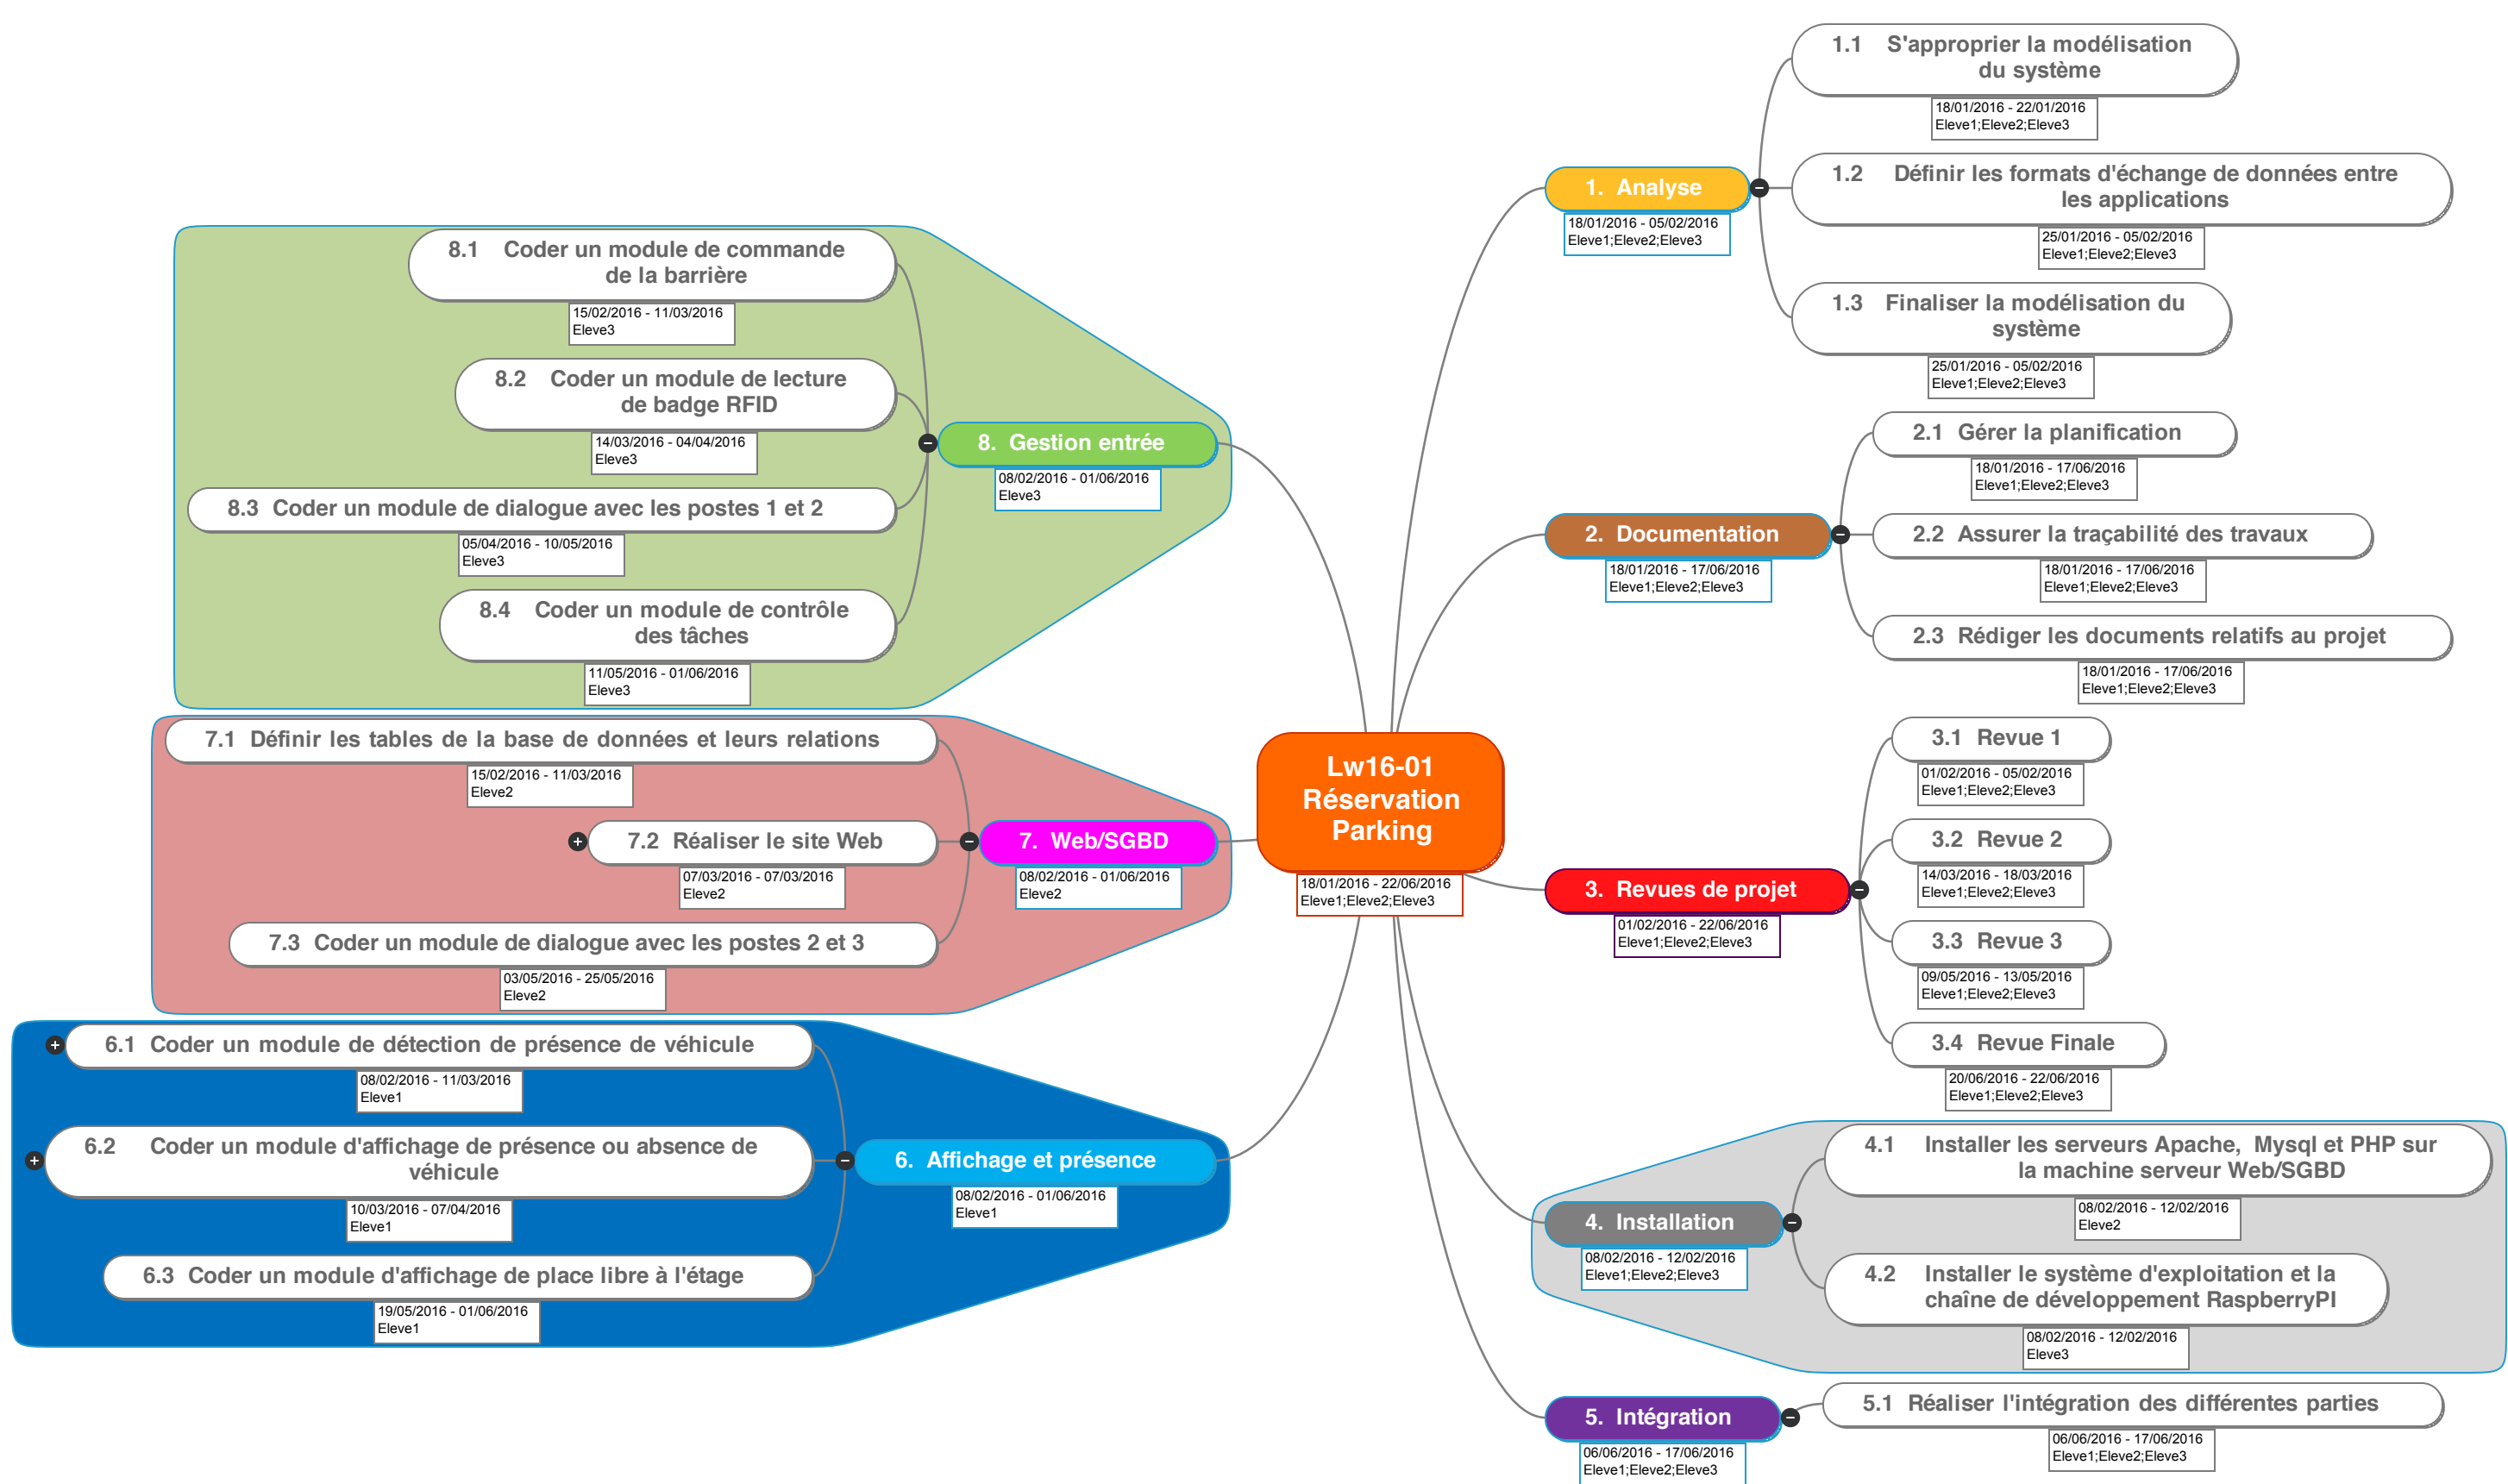 Lw16-01
Réservation
Parking
18/01/2016 - 22/06/2016
Eleve1;Eleve2;Eleve3
1. Analyse
18/01/2016 - 05/02/2016
Eleve1;Eleve2;Eleve3
1.1 S'approprier la modélisation
du système
18/01/2016 - 22/01/2016
Eleve1;Eleve2;Eleve3
1.2 Définir les formats d'échange de données entre
les applications
25/01/2016 - 05/02/2016
Eleve1;Eleve2;Eleve3
1.3 Finaliser la modélisation du
système
25/01/2016 - 05/02/2016
Eleve1;Eleve2;Eleve3
2. Documentation
18/01/2016 - 17/06/2016
Eleve1;Eleve2;Eleve3
2.1 Gérer la planification
18/01/2016 - 17/06/2016
Eleve1;Eleve2;Eleve3
2.2 Assurer la traçabilité des travaux
18/01/2016 - 17/06/2016
Eleve1;Eleve2;Eleve3
2.3 Rédiger les documents relatifs au projet
18/01/2016 - 17/06/2016
Eleve1;Eleve2;Eleve3
3. Revues de projet
01/02/2016 - 22/06/2016
Eleve1;Eleve2;Eleve3
3.1 Revue 1
01/02/2016 - 05/02/2016
Eleve1;Eleve2;Eleve3
3.2 Revue 2
14/03/2016 - 18/03/2016
Eleve1;Eleve2;Eleve3
3.3 Revue 3
09/05/2016 - 13/05/2016
Eleve1;Eleve2;Eleve3
3.4 Revue Finale
20/06/2016 - 22/06/2016
Eleve1;Eleve2;Eleve3
4. Installation
08/02/2016 - 12/02/2016
Eleve1;Eleve2;Eleve3
4.1 Installer les serveurs Apache, Mysql et PHP sur
la machine serveur Web/SGBD
08/02/2016 - 12/02/2016
Eleve2
4.2 Installer le système d'exploitation et la
chaîne de développement RaspberryPI
08/02/2016 - 12/02/2016
Eleve3
5. Intégration
06/06/2016 - 17/06/2016
Eleve1;Eleve2;Eleve3
5.1 Réaliser l'intégration des différentes parties
06/06/2016 - 17/06/2016
Eleve1;Eleve2;Eleve3
6. Affichage et présence
08/02/2016 - 01/06/2016
Eleve1
6.1 Coder un module de détection de présence de véhicule
08/02/2016 - 11/03/2016
Eleve1
6.2 Coder un module d'affichage de présence ou absence de
véhicule
10/03/2016 - 07/04/2016
Eleve1
6.3 Coder un module d'affichage de place libre à l'étage
19/05/2016 - 01/06/2016
Eleve1
7. Web/SGBD
08/02/2016 - 01/06/2016
Eleve2
7.1 Définir les tables de la base de données et leurs relations
15/02/2016 - 11/03/2016
Eleve2
7.2 Réaliser le site Web
07/03/2016 - 07/03/2016
Eleve2
7.3 Coder un module de dialogue avec les postes 2 et 3
03/05/2016 - 25/05/2016
Eleve2
8. Gestion entrée
08/02/2016 - 01/06/2016
Eleve3
8.1 Coder un module de commande
de la barrière
15/02/2016 - 11/03/2016
Eleve3
8.2 Coder un module de lecture
de badge RFID
14/03/2016 - 04/04/2016
Eleve3
8.3 Coder un module de dialogue avec les postes 1 et 2
05/04/2016 - 10/05/2016
Eleve3
8.4 Coder un module de contrôle
des tâches
11/05/2016 - 01/06/2016
Eleve3